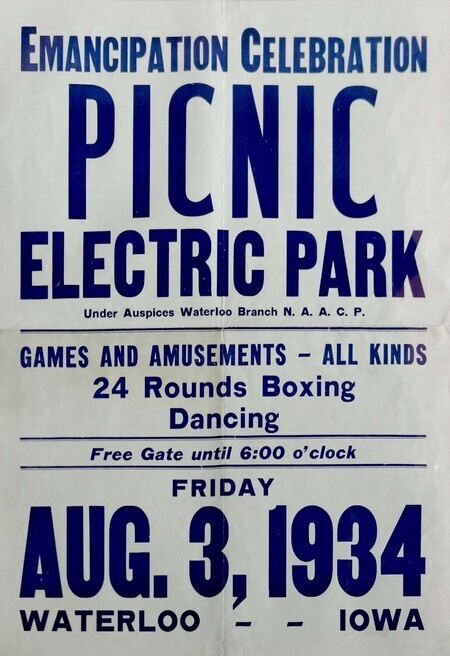 EMANCIPATION CELEBRATION
PICNIC
ELECTRIC PARK
Under Auspices Waterloo Branch N. A. A. C. P.
GAMES AND AMUSEMENTS - ALL KINDS
24 Rounds Boxing
Dancing
Free Gate until 6:00 o'clock
FRIDAY
AUG. 3, 1934
WATERLOO - - IOWA